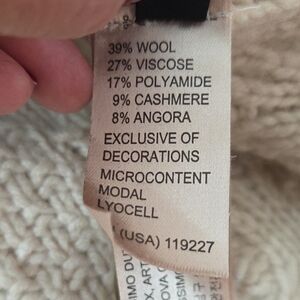 39% WOOL
27% VISCOSE
17% POLYAMIDE
9% CASHMERE
8% ANGORA
EXCLUSIVE OF
DECORATIONS
MICROCONTENT
MODAL
LYOCELL
(USA) 119227